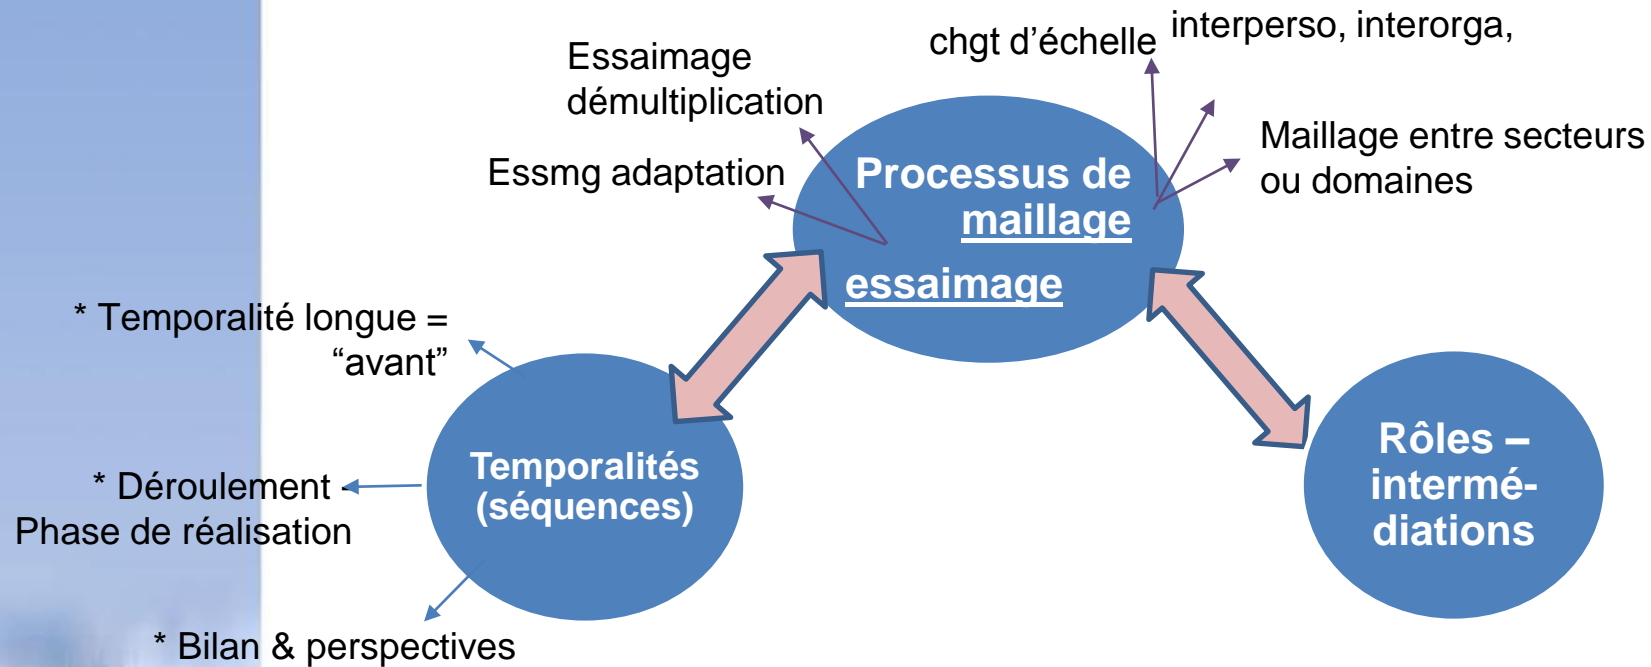 interperso, interorga,
chgt d’échelle
Essaimage
démultiplication
Maillage entre secteurs
ou domaines
Essmg adaptation
Processus de
maillage
essaimage
* Temporalité longue =
“avant”
Temporalités
(séquences)
* Déroulement -
Phase de réalisation
* Bilan & perspectives
Rôles –
intermé-
diations